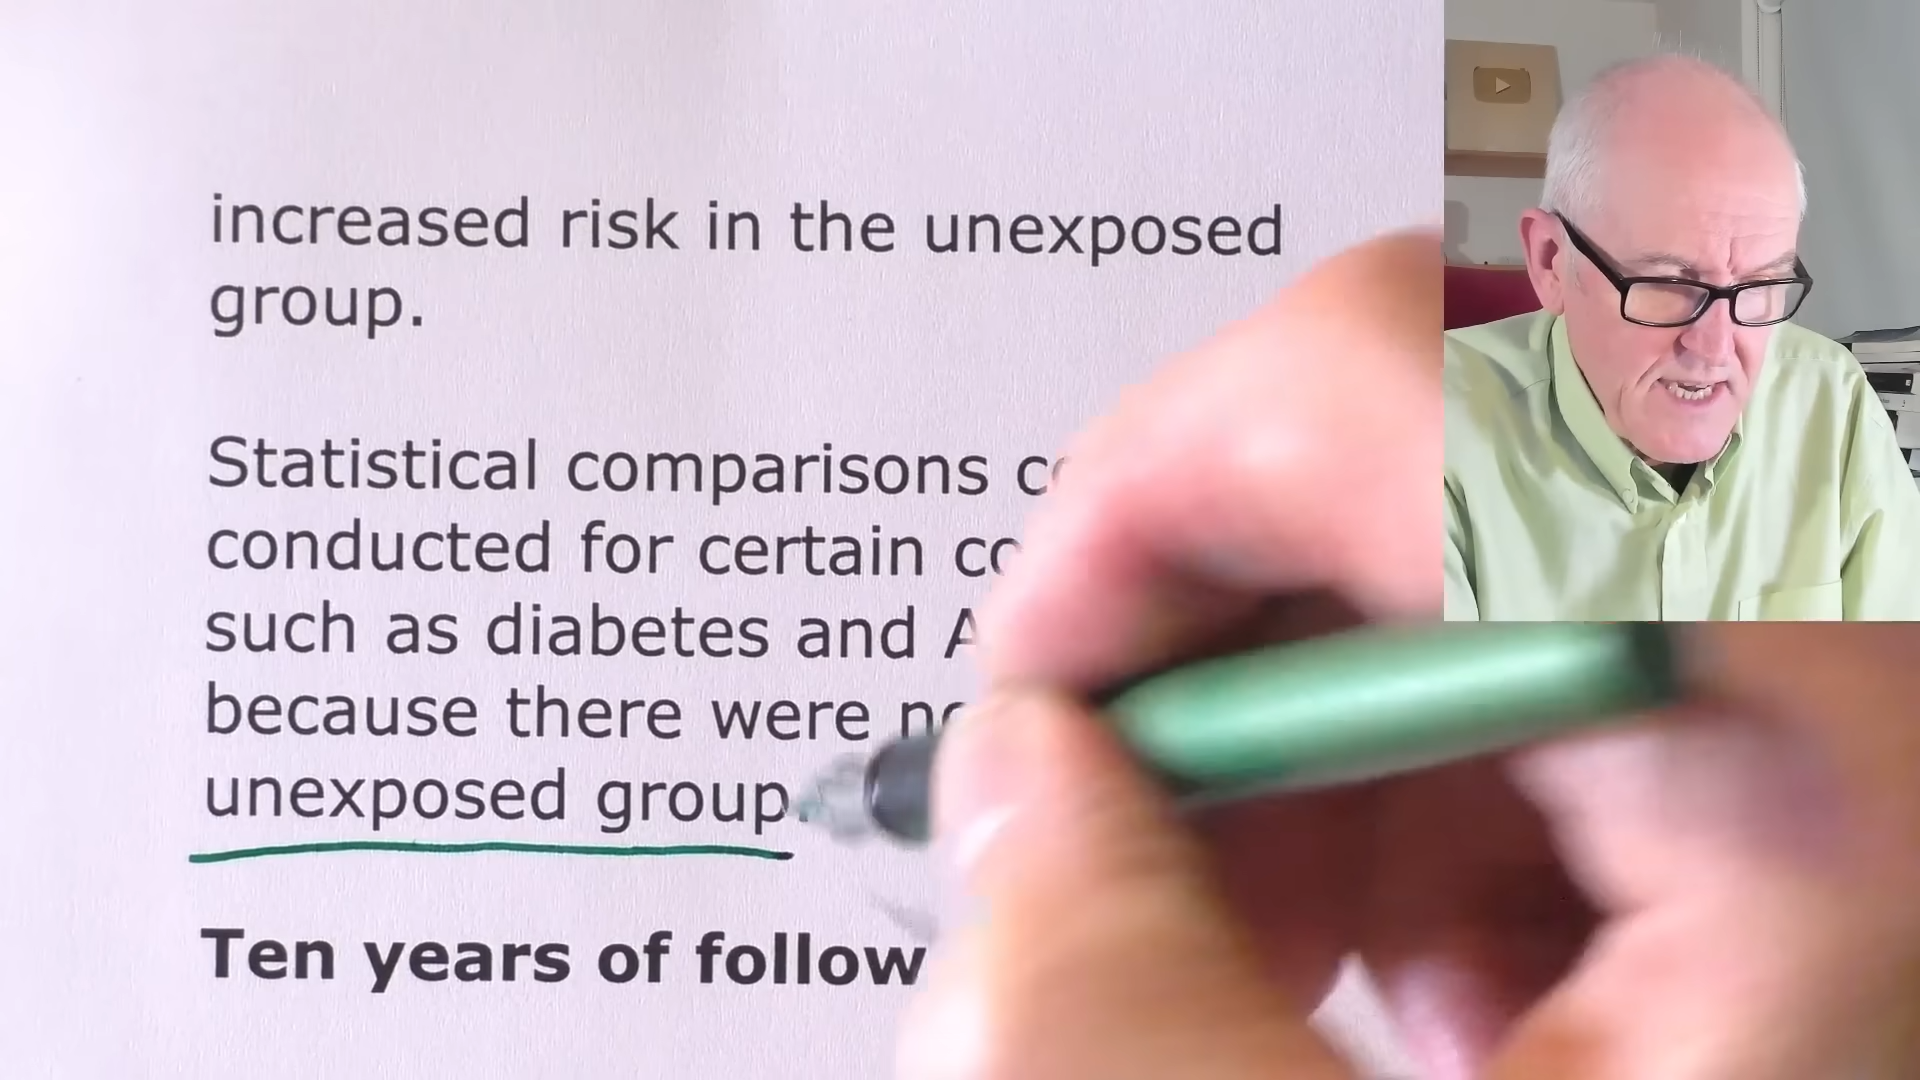 increased risk in the unexposed
group.
Statistical comparisons
conducted for certain
such as diabetes and
because there were
unexposed group
Ten years of follow